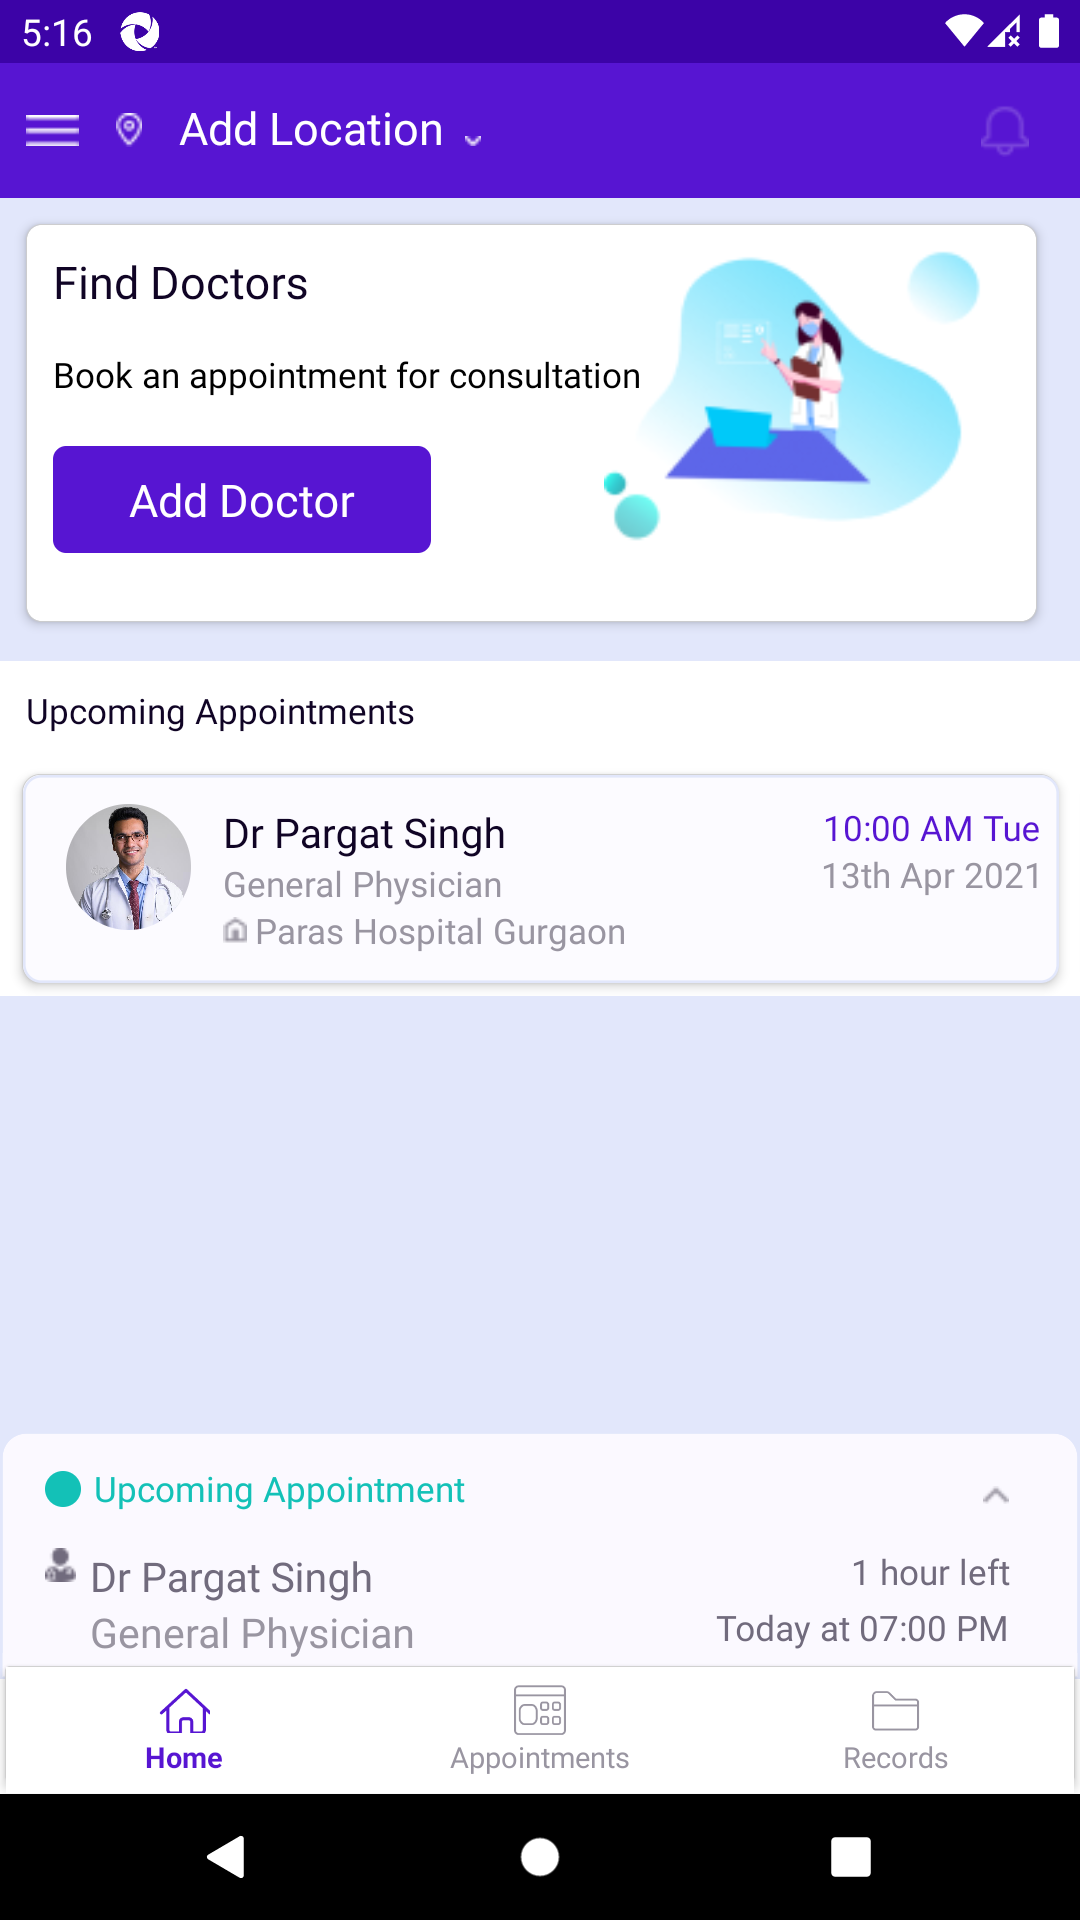 5:16
Add Location
Find Doctors
Book an appointment for consultation
Add Doctor
Upcoming Appointments
Dr Pargat Singh
10:00 AM Tue
General Physician
13th Apr 2021
Paras Hospital Gurgaon
Upcoming Appointment
Dr Pargat Singh
1 hour left
General Physician
Today at 07:00 PM
Home
Appointments
Records